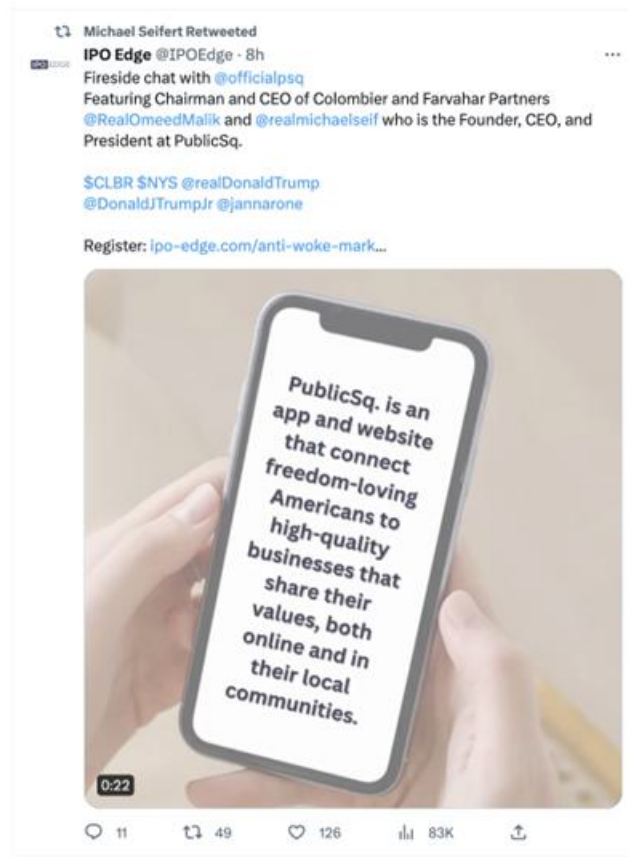 Michael Seifert Retweeted
IPO Edge @IPOEdge · 8h
Fireside chat with @officialpsq
Featuring Chairman and CEO of Colombier and Farvahar Partners
@RealOmeedMalik and @realmichaelseif who is the Founder, CEO, and
President at PublicSq.
$CLBR $NYS @realDonaldTrump
@DonaldJTrumpJr @jannarone
Register: ipo-edge.com/anti-woke-mark...
PublicSq. is an
app and website
that connect
freedom-loving
Americans to
high-quality
businesses that
share their
values, both
online and in
their local
communities.
0:22
11 49 126 83K